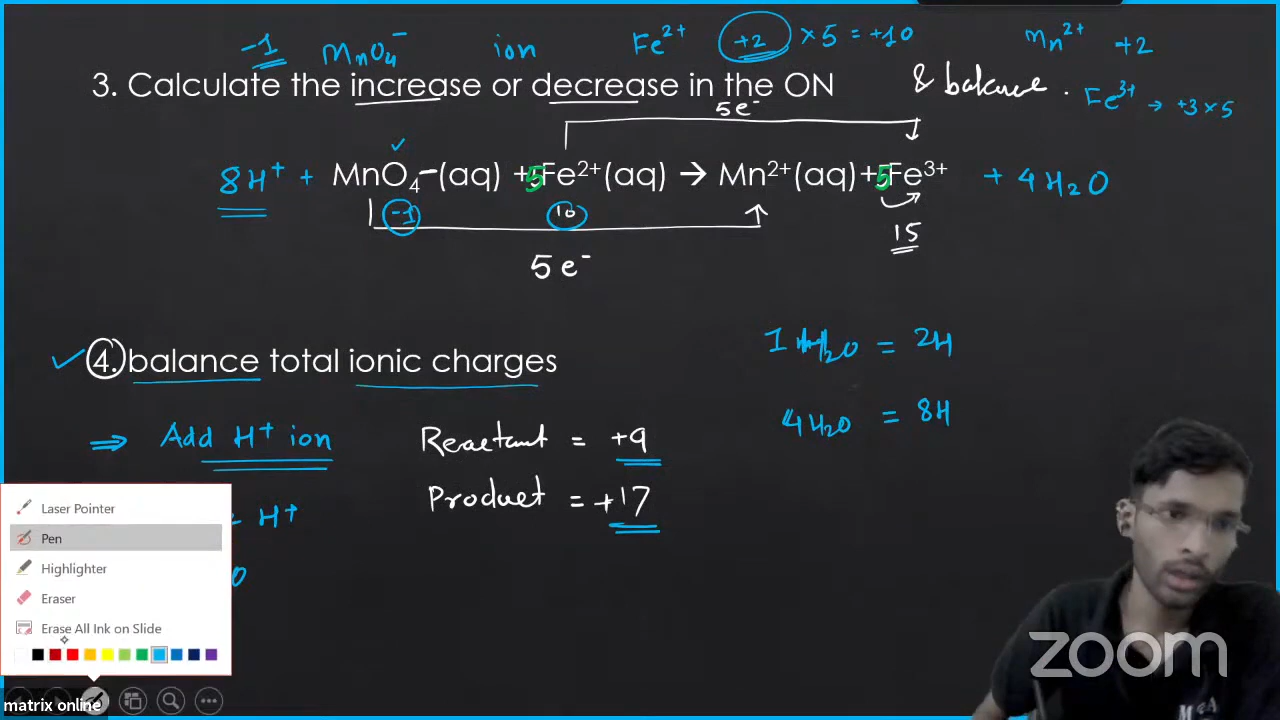 -1 MnO4⁻ ion Fe²⁺ +2 × 5 = +10 Mn²⁺ +2
3. Calculate the increase or decrease in the ON & balance.
Fe³⁺ → +3 × 5
5e⁻
8H⁺ + MnO₄–(aq) + 5Fe²⁺(aq) → Mn²⁺(aq)+ 5Fe³⁺ + 4H₂O
-1 10 15
5e⁻
1 H₂O = 2H
✓ 4. balance total ionic charges
4H₂O = 8H
⇒ Add H⁺ ion Reactant = +9
Product = +17
H⁺
Laser Pointer
Pen
Highlighter
Eraser
Erase All Ink on Slide
zoom
matrix online